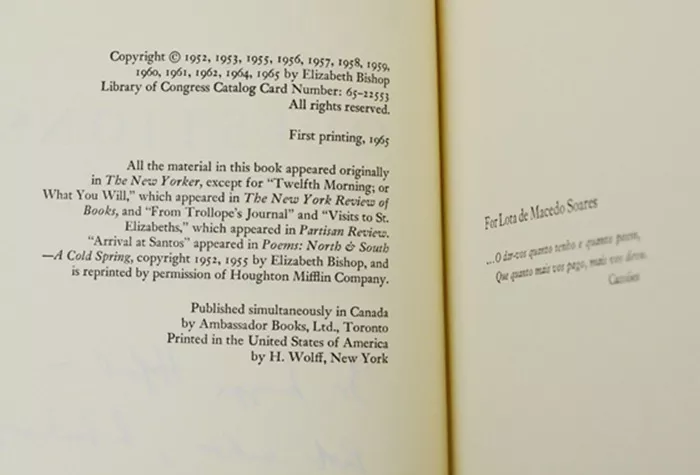 Copyright © 1952, 1953, 1955, 1956, 1957, 1958, 1959,
1960, 1961, 1962, 1964, 1965 by Elizabeth Bishop
Library of Congress Catalog Card Number: 65-22553
All rights reserved.
First printing, 1965
All the material in this book appeared originally
in The New Yorker, except for "Twelfth Morning; or
What You Will," which appeared in The New York Review of
Books, and "From Trollope's Journal" and "Visits to St.
Elizabeths," which appeared in Partisan Review.
"Arrival at Santos" appeared in Poems: North & South
—A Cold Spring, copyright 1952, 1955 by Elizabeth Bishop, and
is reprinted by permission of Houghton Mifflin Company.
Published simultaneously in Canada
by Ambassador Books, Ltd., Toronto
Printed in the United States of America
by H. Wolff, New York
For Lota de Macedo Soares
...O dar-vos quanto tenho e quanto posso,
Que quanto mais vos pago, mais vos devo.
Camões